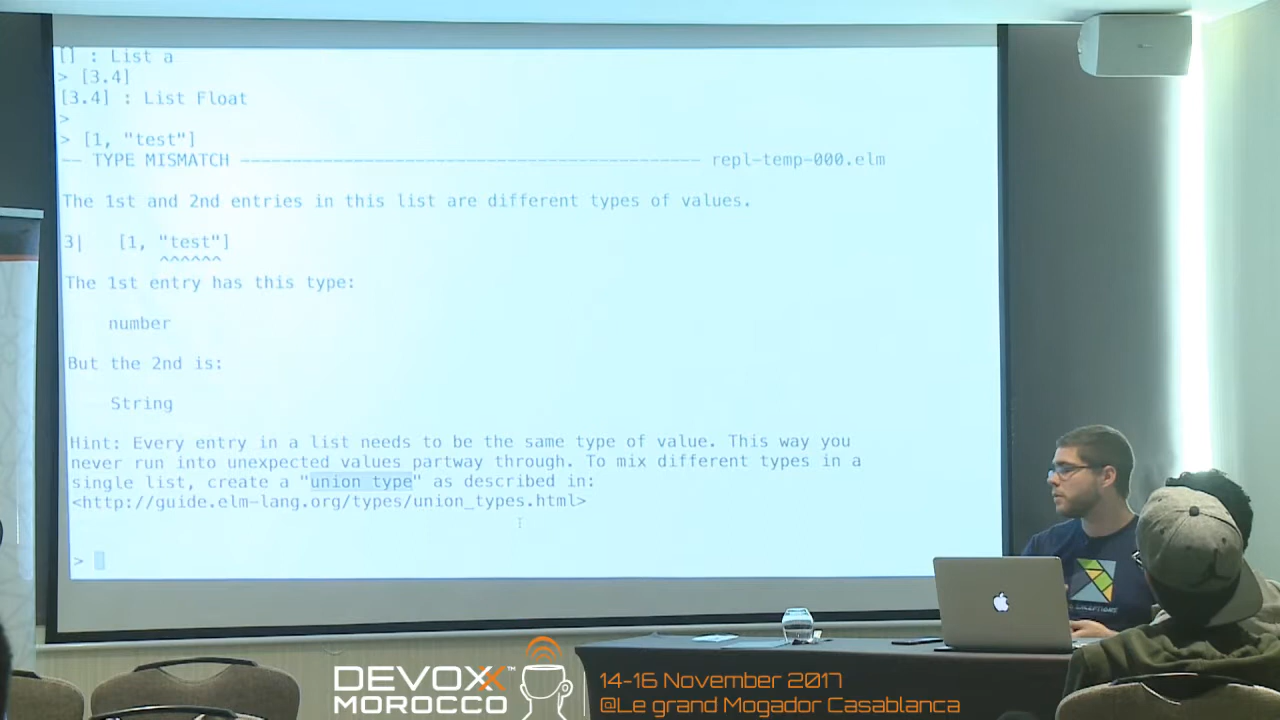 [] : List a
> [3.4]
[3.4] : List Float
>
> [1, "test"]
-- TYPE MISMATCH --------------------------------------------- repl-temp-000.elm
The 1st and 2nd entries in this list are different types of values.
3|   [1, "test"]
         ^^^^^^
The 1st entry has this type:
    number
But the 2nd is:
    String
Hint: Every entry in a list needs to be the same type of value. This way you
never run into unexpected values partway through. To mix different types in a
single list, create a "union type" as described in:
<http://guide.elm-lang.org/types/union_types.html>
>
DEVOXX™
MOROCCO
14-16 November 2017
@Le grand Mogador Casablanca